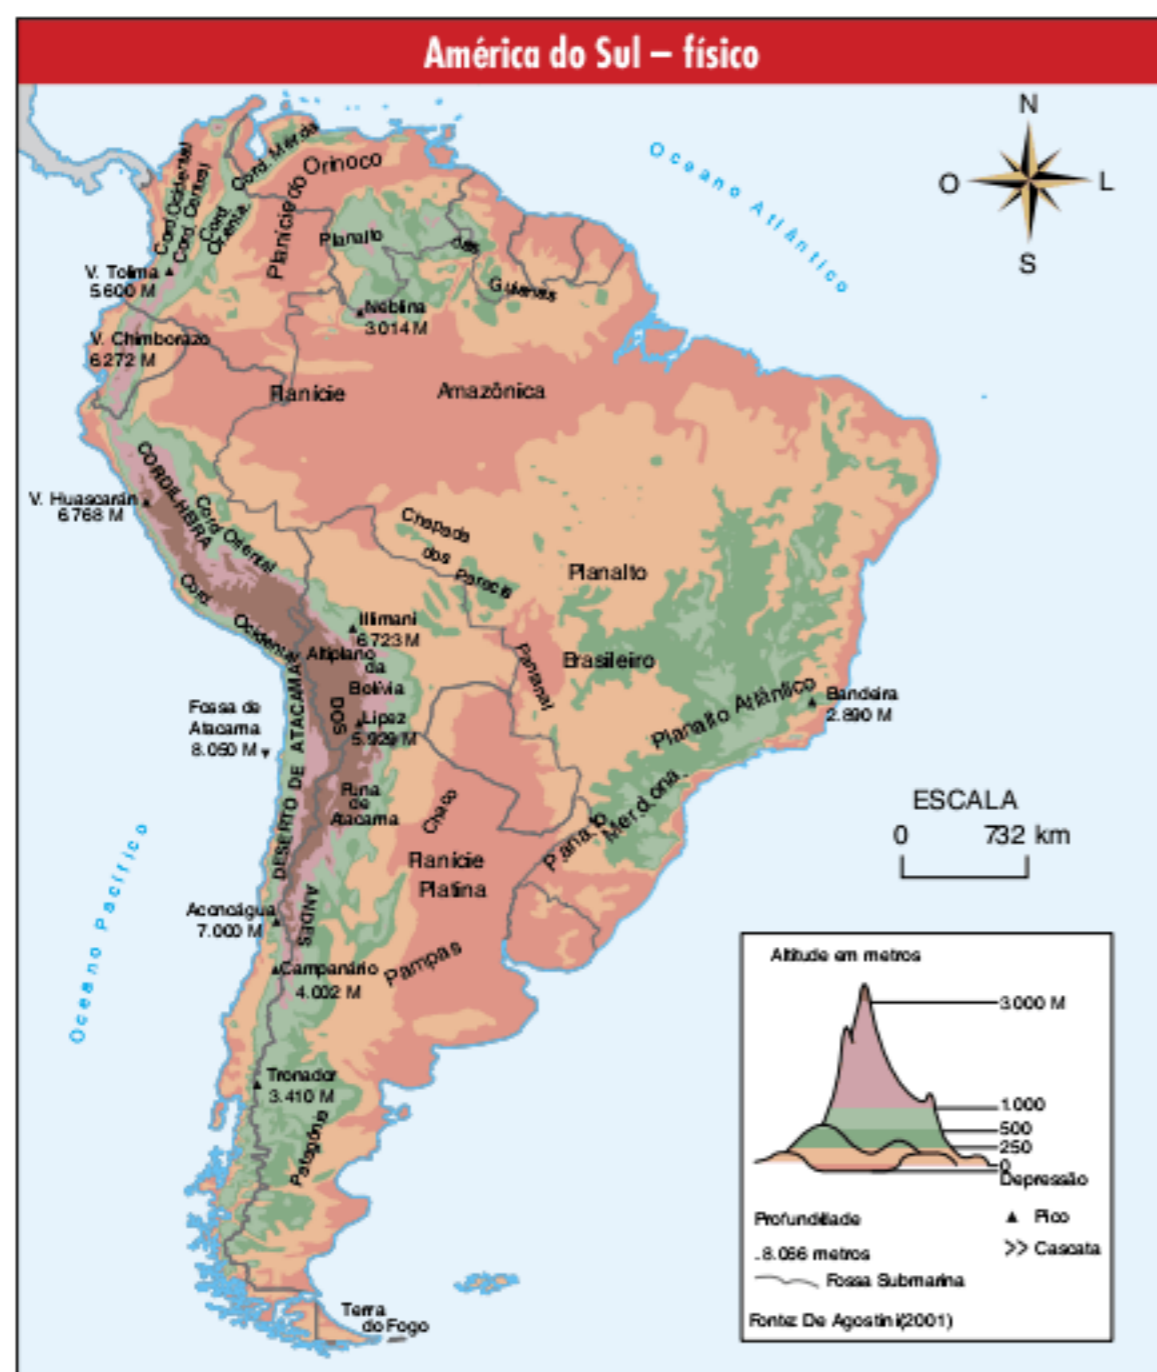 América do Sul – físico
N
O
L
S
Oceano Atlântico
Cord. Ocidental
Cord. Central
Cord.
Oriental
Cord. Mérida
Planície do
Orinoco
Planalto
das
Guianas
V. Tolima
5.600 M
Neblina
3.014 M
V. Chimborazo
6.272 M
Planície
Amazônica
V. Huascarán
6.768 M
CORDILHEIRA
Cord. Oriental
Chapada
dos
Parecis
Planalto
Cord.
Ocidental
Illimani
6.723 M
Altiplano
da
Bolívia
Pantanal
Brasileiro
Planalto Atlântico
Bandeira
2.890 M
Fossa de
Atacama
8.050 M
DESERTO DE ATACAMA
DOS
Lipez
5.929 M
Puna
de
Atacama
Chaco
Planalto
Meridional
ESCALA
0 732 km
Planície
Platina
Oceano Pacífico
Aconcágua
7.000 M
ANDES
Campanário
4.002 M
Pampas
Tronador
3.410 M
Patagônia
Terra
do Fogo
Altitude em metros
3.000 M
1.000
500
250
0
Depressão
Profundidade
-8.066 metros
Fossa Submarina
Pico
Cascata
Fonte: De Agostini(2001)